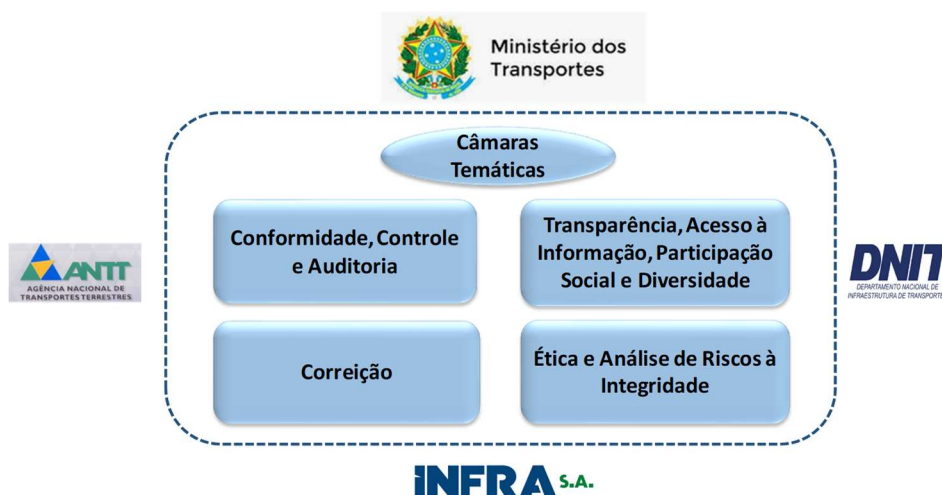 Ministério dos
Transportes
Câmaras
Temáticas
Conformidade, Controle
e Auditoria
Transparência, Acesso à
Informação, Participação
Social e Diversidade
ANTT
AGÊNCIA NACIONAL DE
TRANSPORTES TERRESTRES
DNIT
DEPARTAMENTO NACIONAL DE
INFRAESTRUTURA DE TRANSPORTE
Correição
Ética e Análise de Riscos à
Integridade
INFRA S.A.